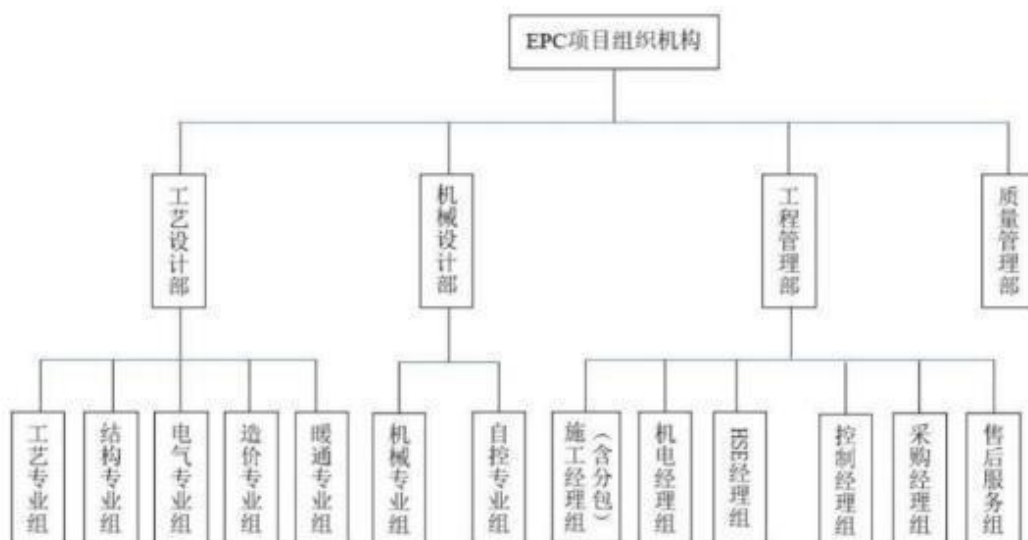 EPC项目组织机构
工艺设计部
机械设计部
工程管理部
质量管理部
工艺专业组
结构专业组
电气专业组
造价专业组
暖通专业组
机械专业组
自控专业组
施工经理组
（含分包）
机电经理组
HSE经理组
控制经理组
采购经理组
售后服务组